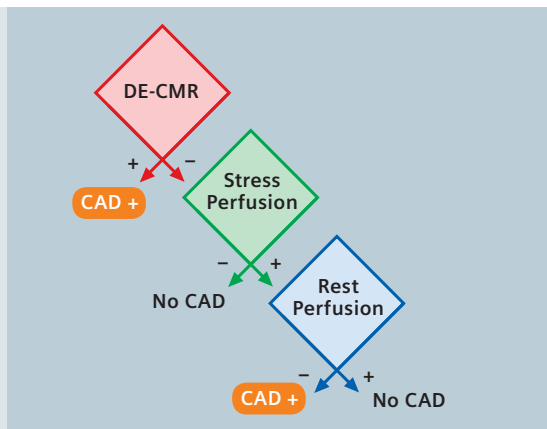 DE-CMR
+ −
CAD +
Stress
Perfusion
− +
No CAD
Rest
Perfusion
− +
CAD +
No CAD